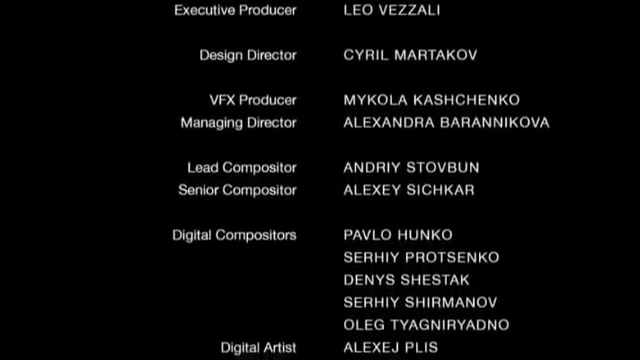 Executive Producer LEO VEZZALI
Design Director CYRIL MARTAKOV
VFX Producer MYKOLA KASHCHENKO
Managing Director ALEXANDRA BARANNIKOVA
Lead Compositor ANDRIY STOVBUN
Senior Compositor ALEXEY SICHKAR
Digital Compositors PAVLO HUNKO
SERHIY PROTSENKO
DENYS SHESTAK
SERHIY SHIRMANOV
OLEG TYAGNIRYADNO
Digital Artist ALEXEJ PLIS